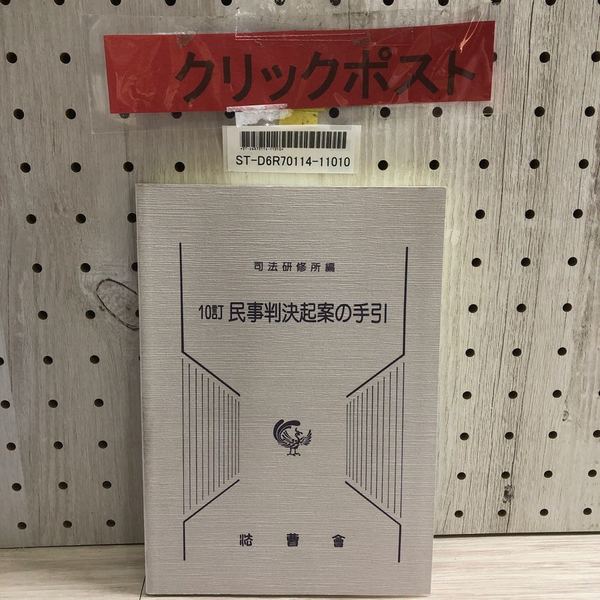 クリックポスト
ST-D6R70114-11010
司法研修所編
10訂 民事判決起案の手引
法曹會